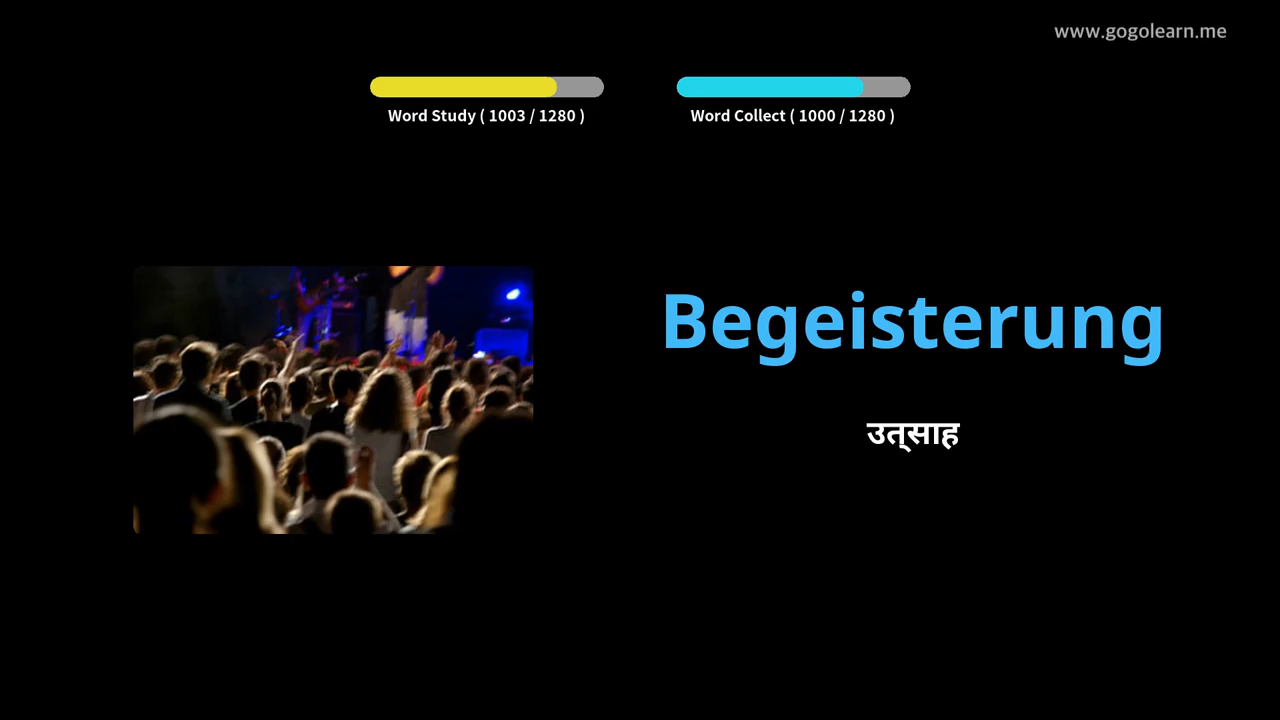 www.gogolearn.me
Word Study ( 1003 / 1280 )
Word Collect ( 1000 / 1280 )
Begeisterung
उत्साह